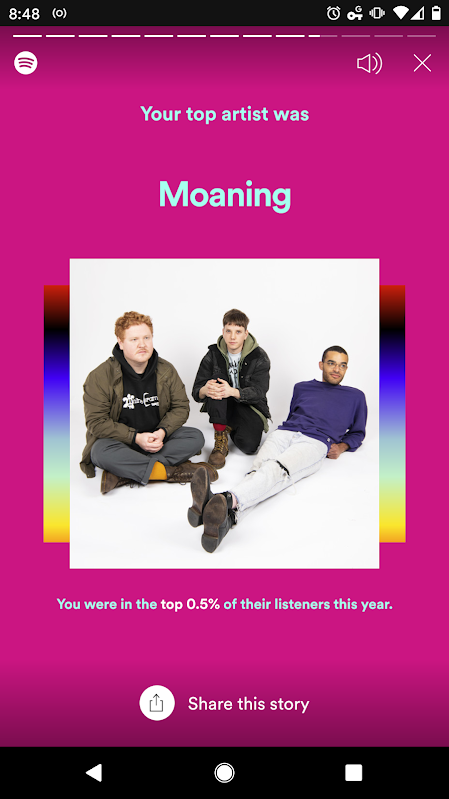 8:48
Your top artist was
Moaning
You were in the top 0.5% of their listeners this year.
Share this story